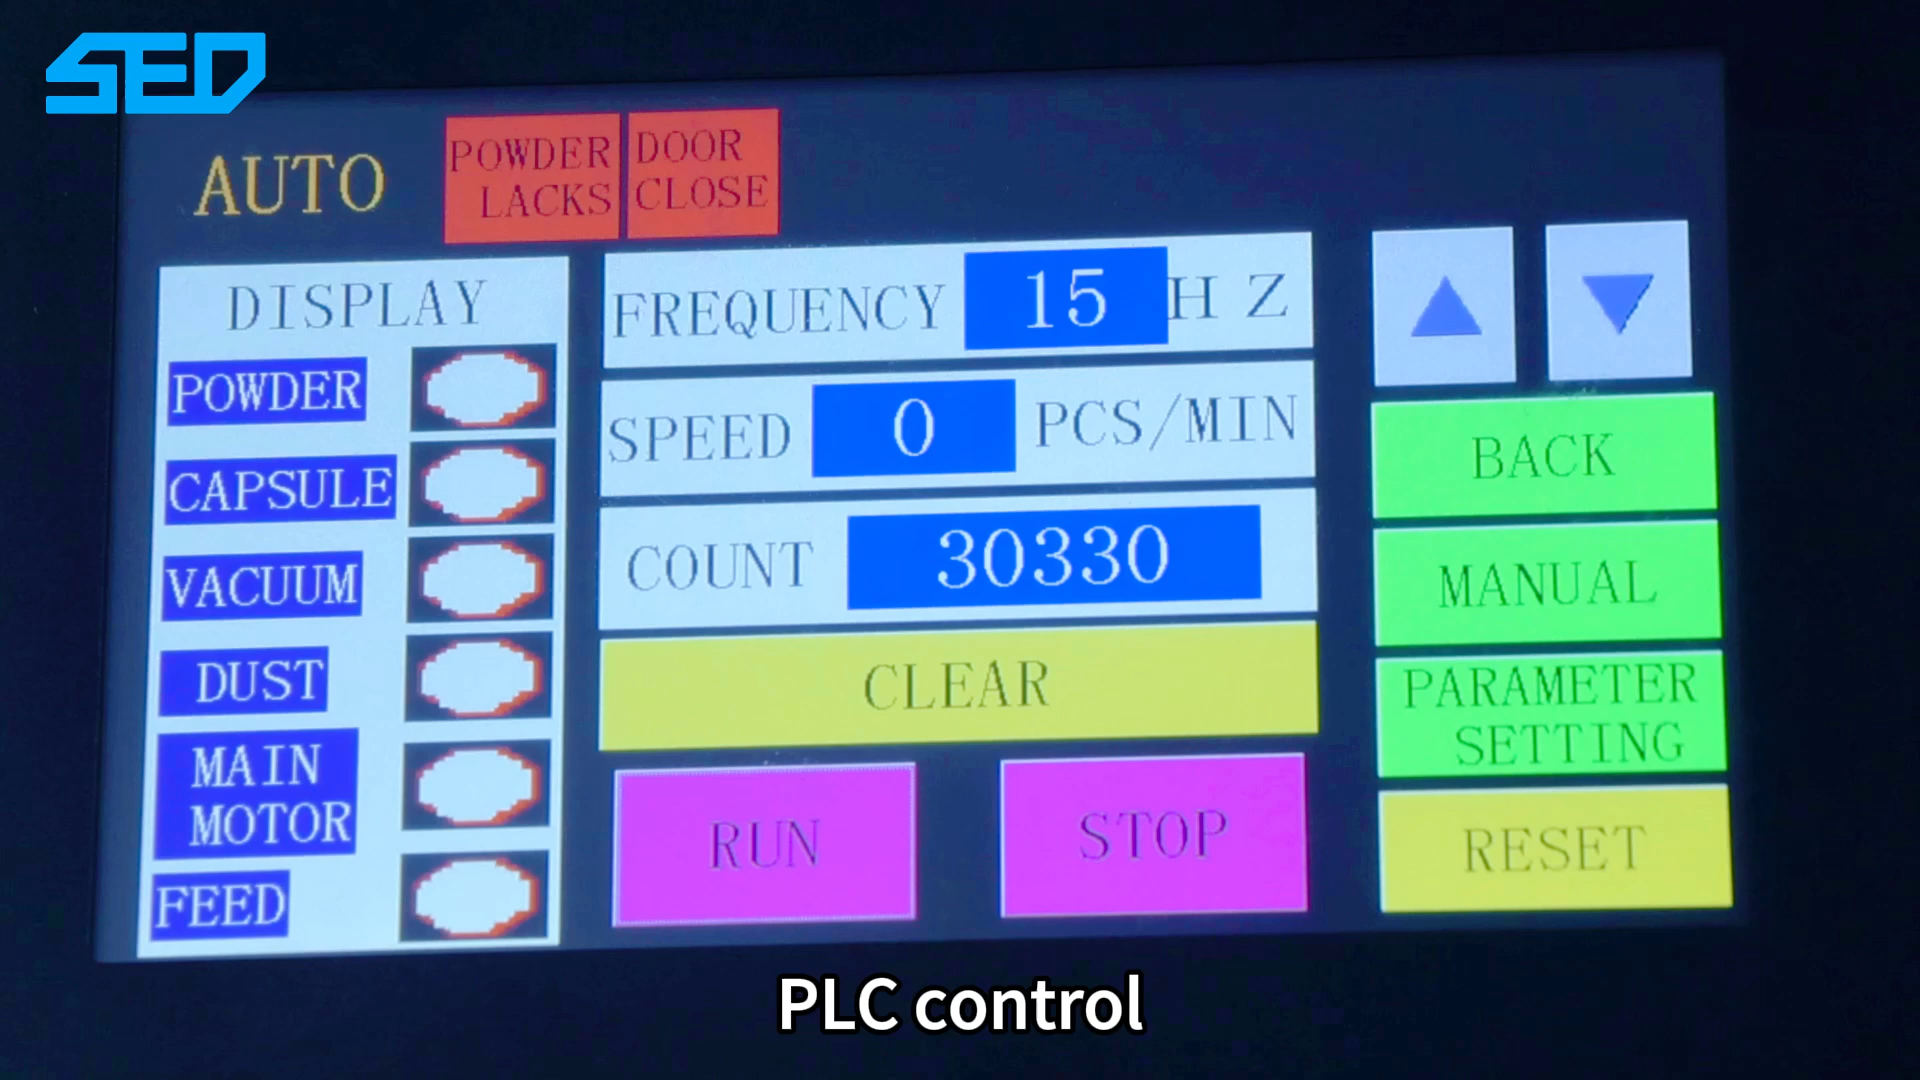 SED
AUTO
POWDER
LACKS
DOOR
CLOSE
DISPLAY
POWDER
CAPSULE
VACUUM
DUST
MAIN
MOTOR
FEED
FREQUENCY 15 HZ
SPEED 0 PCS/MIN
COUNT 30330
CLEAR
RUN
STOP
BACK
MANUAL
PARAMETER
SETTING
RESET
PLC control